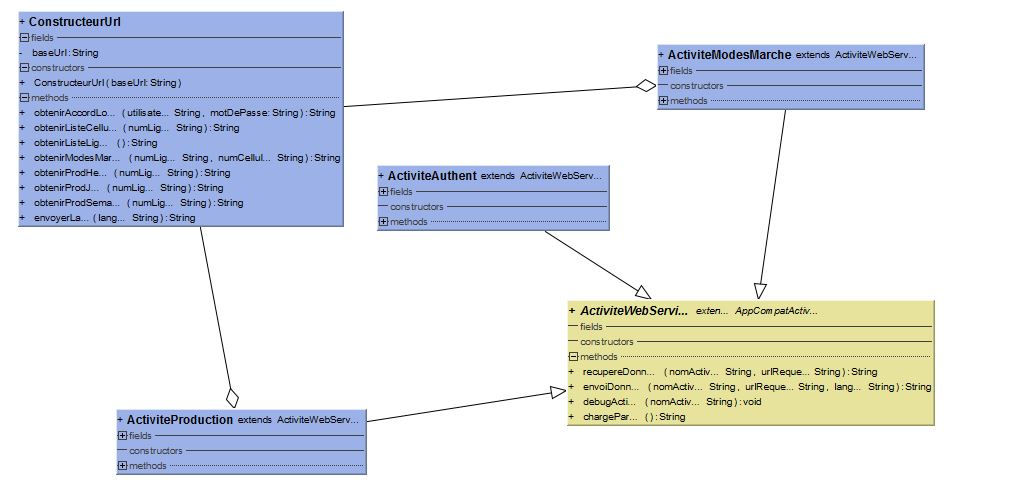 + ConstructeurUrl
fields
- baseUrl: String
constructors
+ ConstructeurUrl ( baseUrl: String )
methods
+ obtenirAccordLo... ( utilisate... String , motDePasse: String ) : String
+ obtenirListeCellu... ( numLig... String ) : String
+ obtenirListeLig... ( ) : String
+ obtenirModesMar... ( numLig... String , numCellul... String ) : String
+ obtenirProdHe... ( numLig... String ) : String
+ obtenirProdJ... ( numLig... String ) : String
+ obtenirProdSema... ( numLig... String ) : String
+ envoyerLa... ( lang... String ) : String
+ ActiviteModesMarche extends ActiviteWebServ...
fields
constructors
methods
+ ActiviteAuthent extends ActiviteWebServ...
fields
constructors
methods
+ ActiviteWebServi... exten... AppCompatActiv...
fields
constructors
methods
+ recupereDonn... ( nomActiv... String , urlReque... String ) : String
+ envoiDonn... ( nomActiv... String , urlReque... String , lang... String ) : String
+ debugActi... ( nomActiv... String ) : void
+ chargePar... ( ) : String
+ ActiviteProduction extends ActiviteWebServ...
fields
constructors
methods